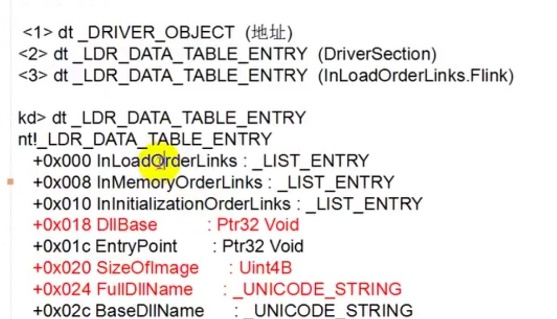 <1> dt _DRIVER_OBJECT (地址)
<2> dt _LDR_DATA_TABLE_ENTRY (DriverSection)
<3> dt _LDR_DATA_TABLE_ENTRY (InLoadOrderLinks.Flink)
kd> dt _LDR_DATA_TABLE_ENTRY
nt!_LDR_DATA_TABLE_ENTRY
+0x000 InLoadOrderLinks : _LIST_ENTRY
+0x008 InMemoryOrderLinks : _LIST_ENTRY
+0x010 InInitializationOrderLinks : _LIST_ENTRY
+0x018 DllBase : Ptr32 Void
+0x01c EntryPoint : Ptr32 Void
+0x020 SizeOfImage : Uint4B
+0x024 FullDllName : _UNICODE_STRING
+0x02c BaseDllName : _UNICODE_STRING